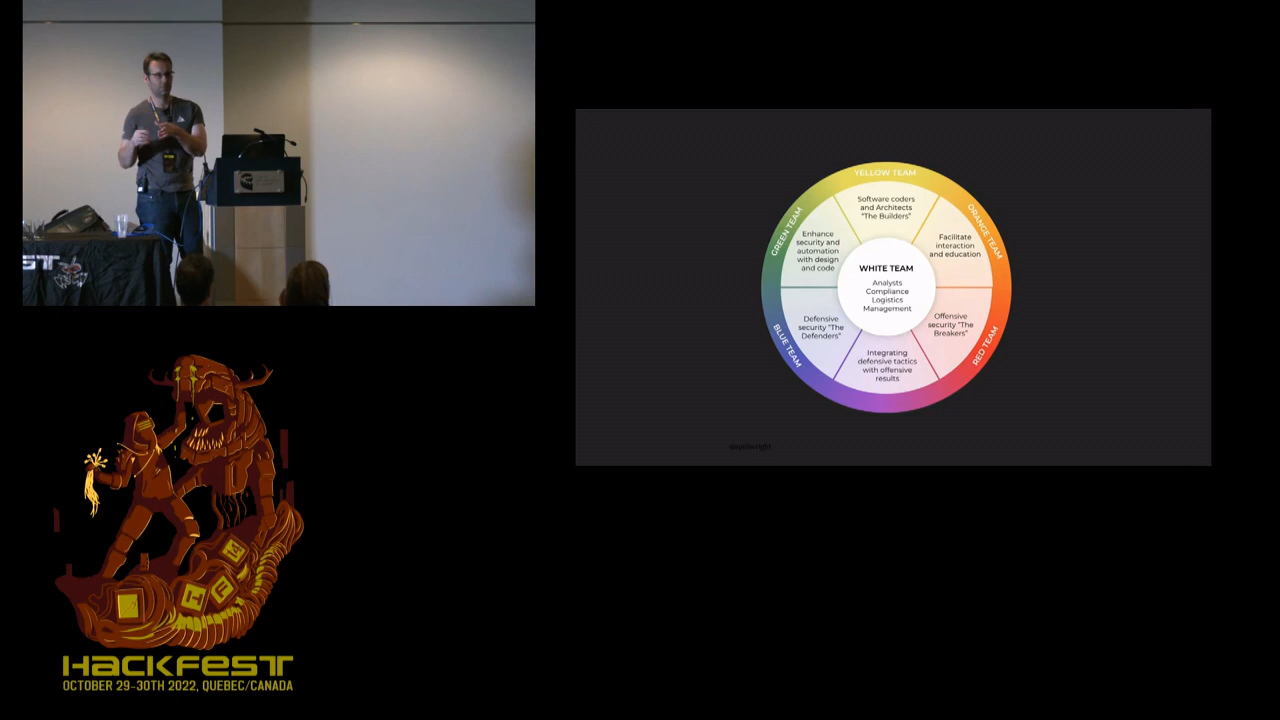 YELLOW TEAM
Software coders
and Architects
"The Builders"
ORANGE TEAM
Facilitate
interaction
and education
RED TEAM
Offensive
security "The
Breakers"
Integrating
defensive tactics
with offensive
results
BLUE TEAM
Defensive
security "The
Defenders"
GREEN TEAM
Enhance
security and
automation
with design
and code
WHITE TEAM
Analysts
Compliance
Logistics
Management
HACKFEST
OCTOBER 29-30TH 2022, QUEBEC/CANADA